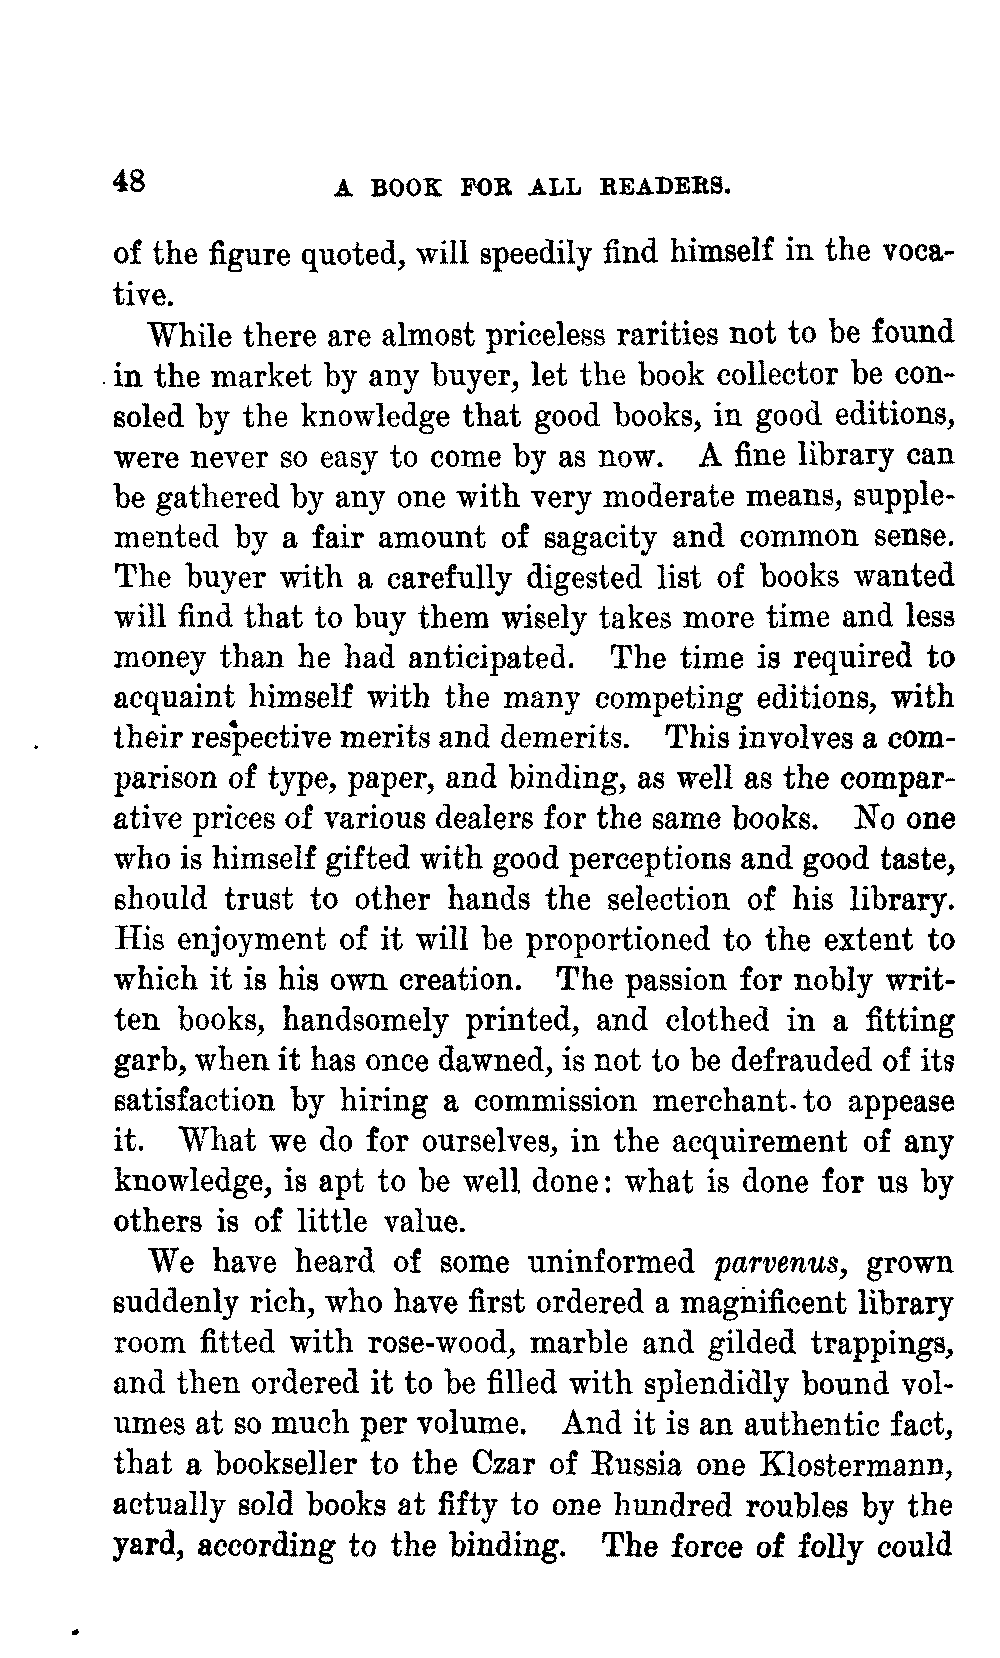 48
A BOOK FOR ALL READERS.
of the figure quoted, will speedily find himself in the voca-
tive.
While there are almost priceless rarities not to be found
in the market by any buyer, let the book collector be con-
soled by the knowledge that good books, in good editions,
were never so easy to come by as now. A fine library can
be gathered by any one with very moderate means, supple-
mented by a fair amount of sagacity and common sense.
The buyer with a carefully digested list of books wanted
will find that to buy them wisely takes more time and less
money than he had anticipated. The time is required to
acquaint himself with the many competing editions, with
their respective merits and demerits. This involves a com-
parison of type, paper, and binding, as well as the compar-
ative prices of various dealers for the same books. No one
who is himself gifted with good perceptions and good taste,
should trust to other hands the selection of his library.
His enjoyment of it will be proportioned to the extent to
which it is his own creation. The passion for nobly writ-
ten books, handsomely printed, and clothed in a fitting
garb, when it has once dawned, is not to be defrauded of its
satisfaction by hiring a commission merchant to appease
it. What we do for ourselves, in the acquirement of any
knowledge, is apt to be well done: what is done for us by
others is of little value.
We have heard of some uninformed parvenus, grown
suddenly rich, who have first ordered a magnificent library
room fitted with rose-wood, marble and gilded trappings,
and then ordered it to be filled with splendidly bound vol-
umes at so much per volume. And it is an authentic fact,
that a bookseller to the Czar of Russia one Klostermann,
actually sold books at fifty to one hundred roubles by the
yard, according to the binding. The force of folly could